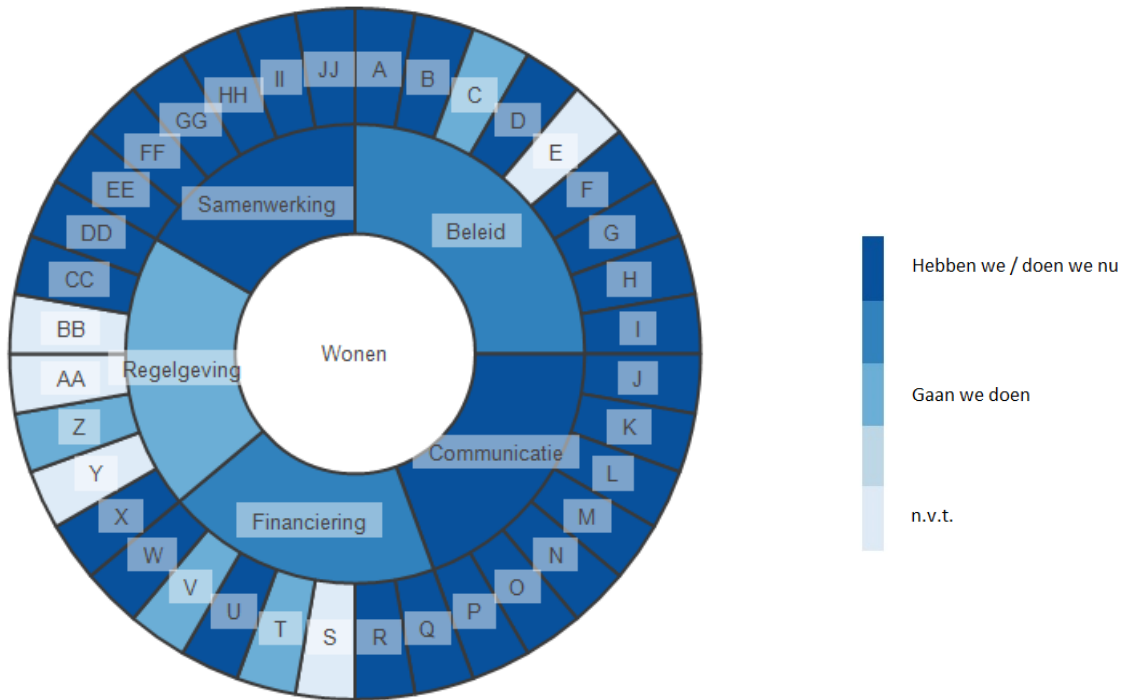 JJ
A
II
B
HH
C
GG
D
FF
E
EE
F
Samenwerking
DD
Beleid
G
CC
H
BB
I
Wonen
AA
Regelgeving
J
Z
K
Communicatie
Y
L
X
Financiering
M
W
N
V
O
U
P
T
S
R
Q
Hebben we / doen we nu
Gaan we doen
n.v.t.